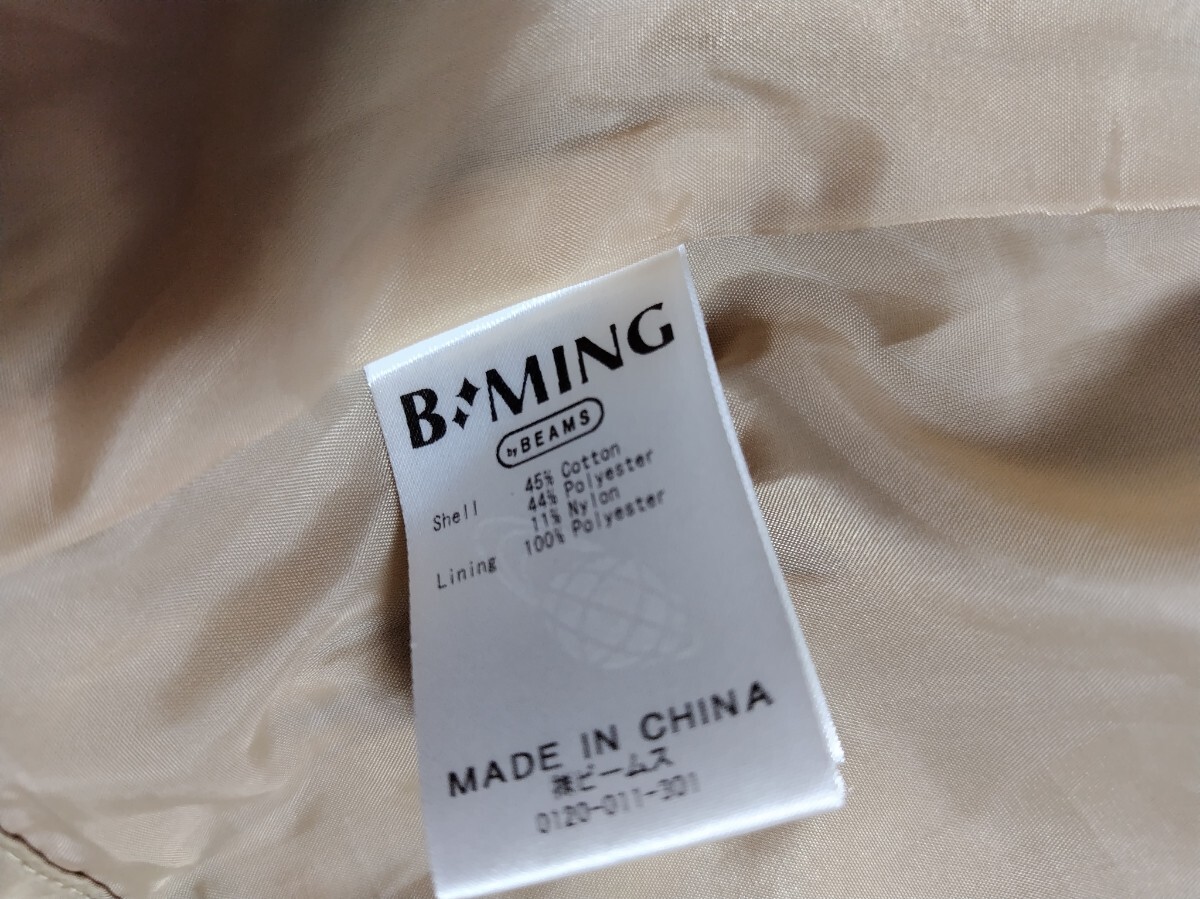 B MING
by BEAMS
Shell 45% Cotton
44% Polyester
11% Nylon
Lining 100% Polyester
MADE IN CHINA
㈱ビームス
0120-011-301